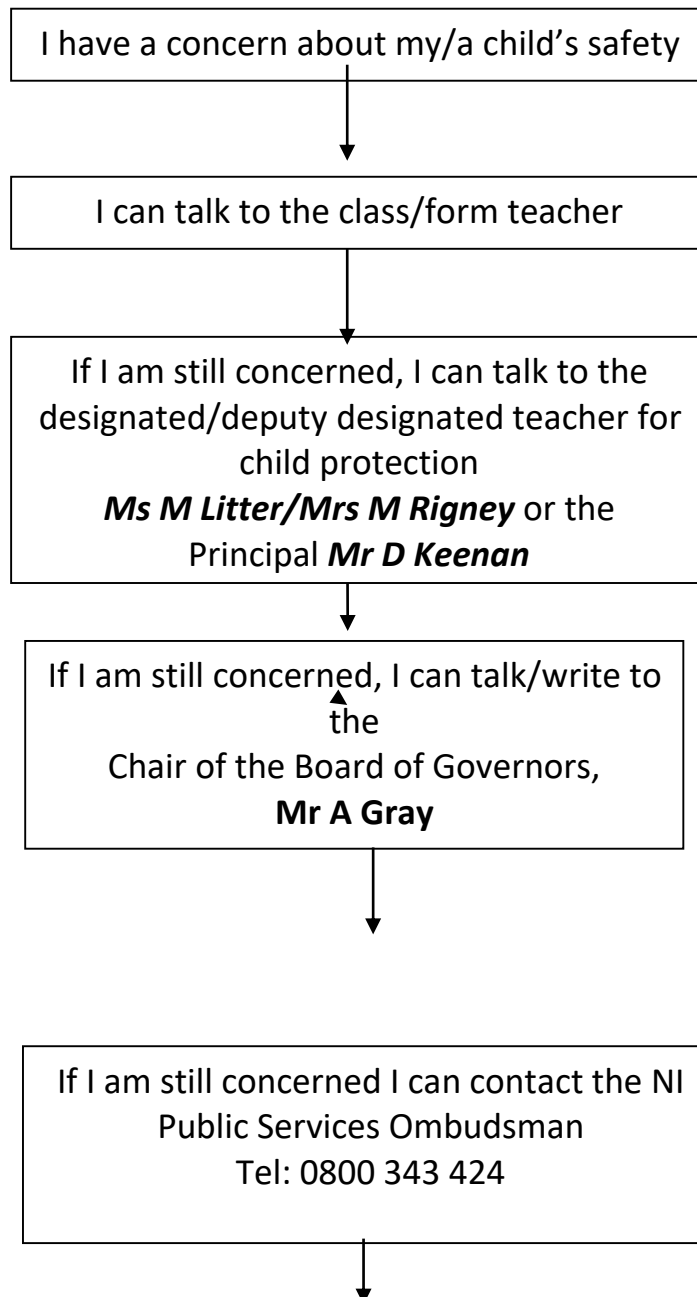 I have a concern about my/a child’s safety
I can talk to the class/form teacher
If I am still concerned, I can talk to the
designated/deputy designated teacher for
child protection
Ms M Litter/Mrs M Rigney or the
Principal Mr D Keenan
If I am still concerned, I can talk/write to
the
Chair of the Board of Governors,
Mr A Gray
If I am still concerned I can contact the NI
Public Services Ombudsman
Tel: 0800 343 424